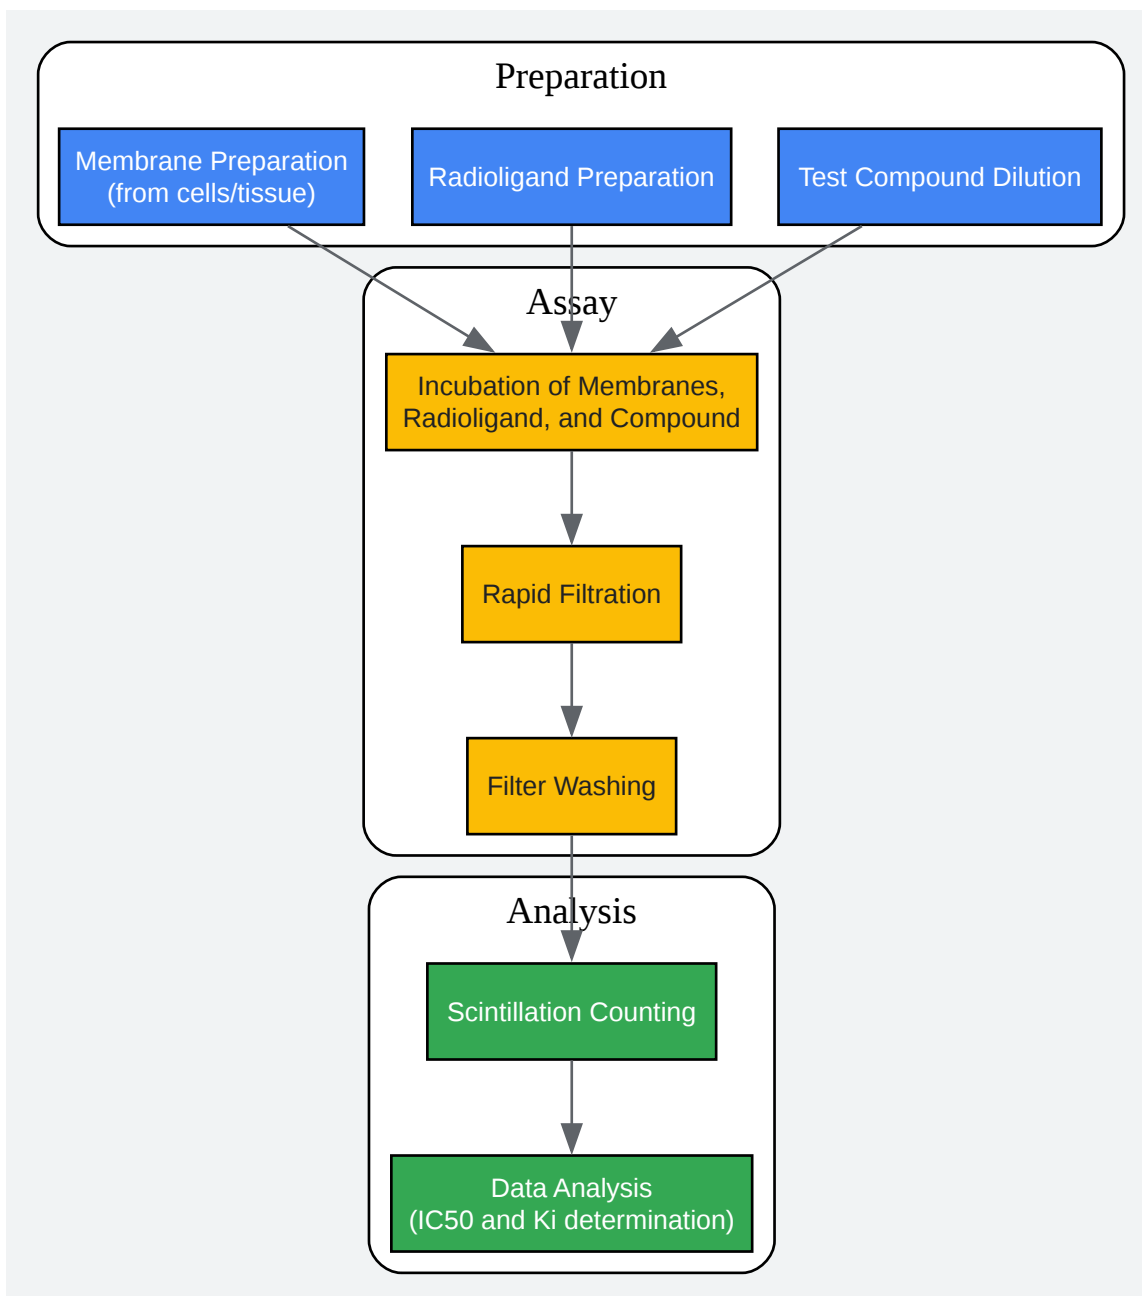 Preparation
Membrane Preparation
(from cells/tissue)
Radioligand Preparation
Test Compound Dilution
Assay
Incubation of Membranes,
Radioligand, and Compound
Rapid Filtration
Filter Washing
Analysis
Scintillation Counting
Data Analysis
(IC50 and Ki determination)